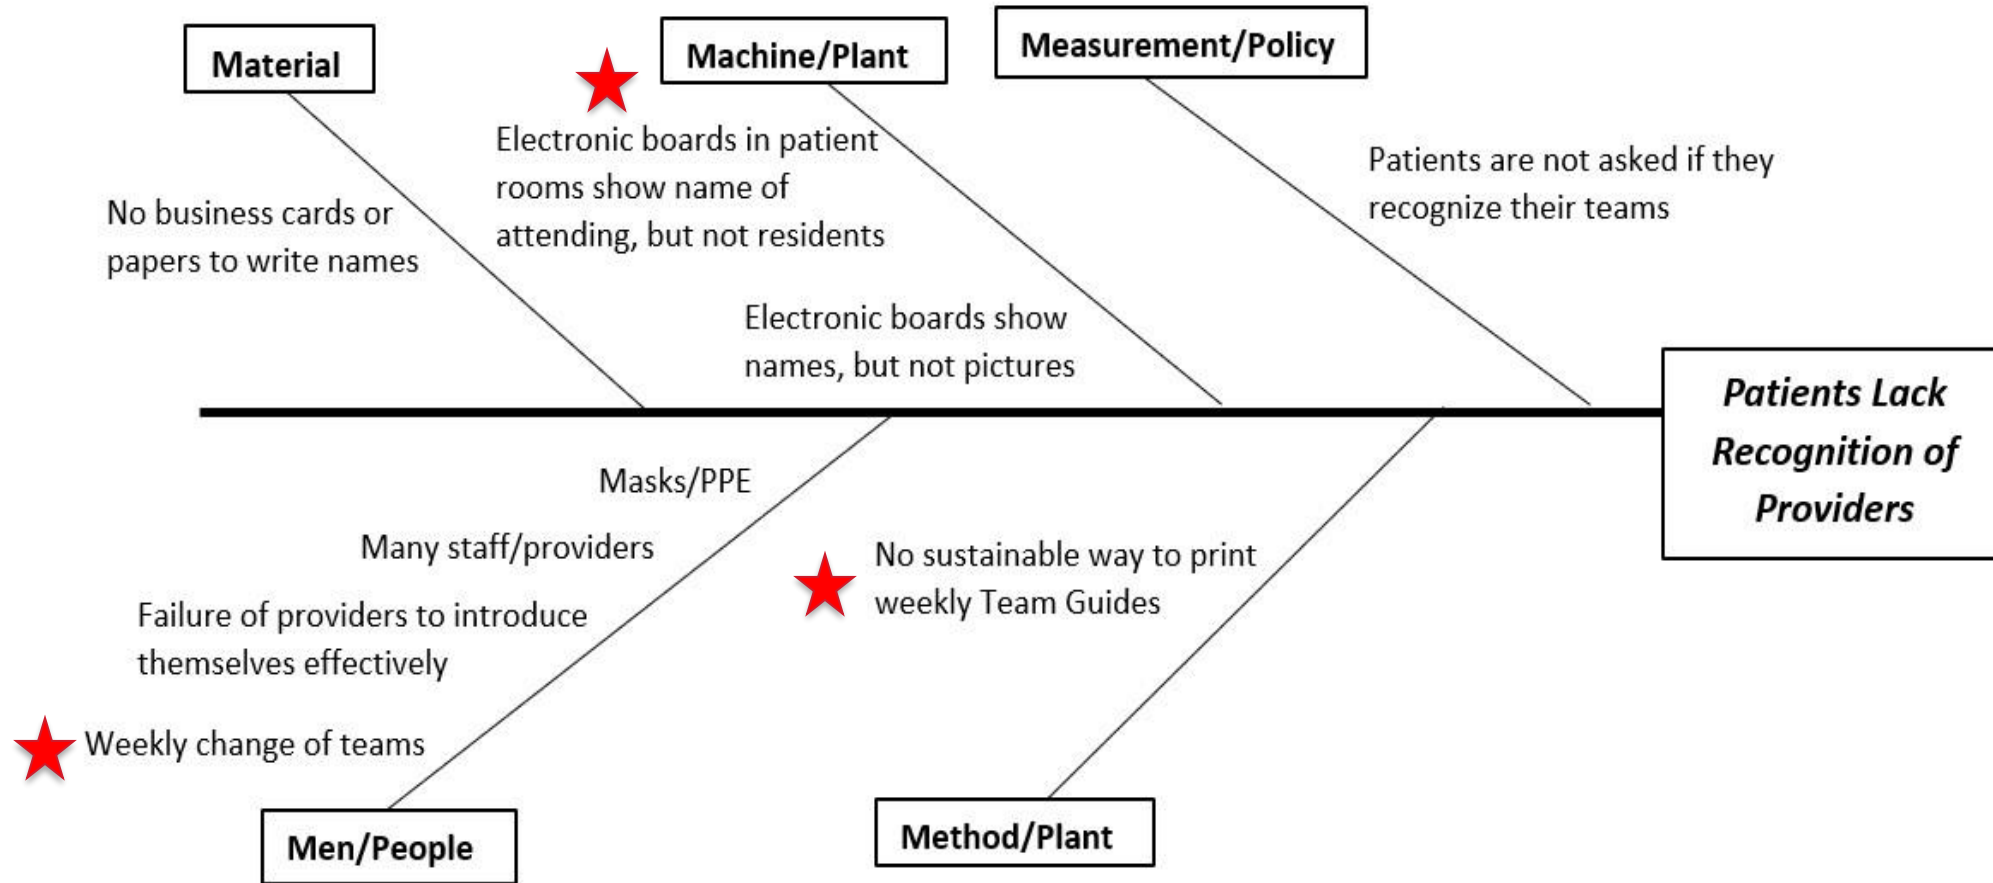 Material
Machine/Plant
Measurement/Policy
No business cards or
papers to write names
Electronic boards in patient
rooms show name of
attending, but not residents
Electronic boards show
names, but not pictures
Patients are not asked if they
recognize their teams
Patients Lack
Recognition of
Providers
Masks/PPE
Many staff/providers
Failure of providers to introduce
themselves effectively
Weekly change of teams
No sustainable way to print
weekly Team Guides
Men/People
Method/Plant